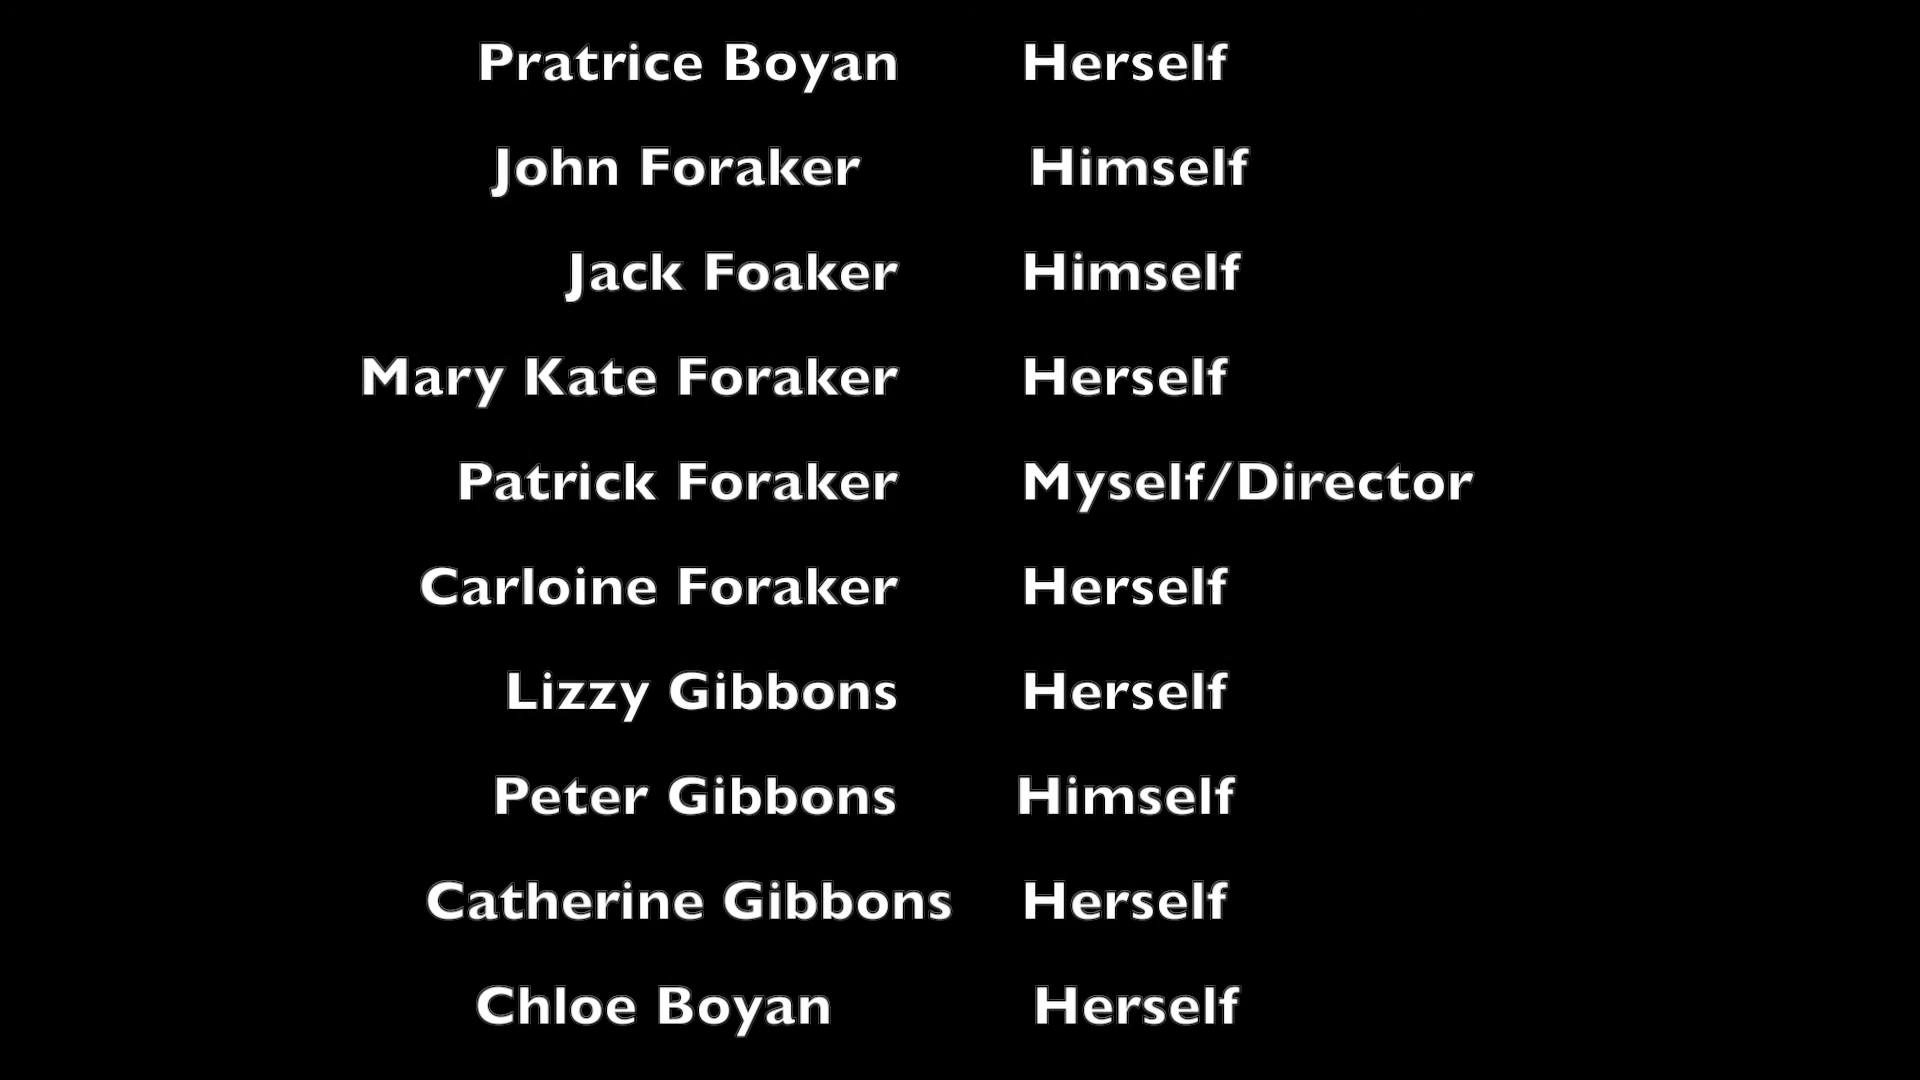 Pratrice Boyan Herself
John Foraker Himself
Jack Foaker Himself
Mary Kate Foraker Herself
Patrick Foraker Myself/Director
Carloine Foraker Herself
Lizzy Gibbons Herself
Peter Gibbons Himself
Catherine Gibbons Herself
Chloe Boyan Herself